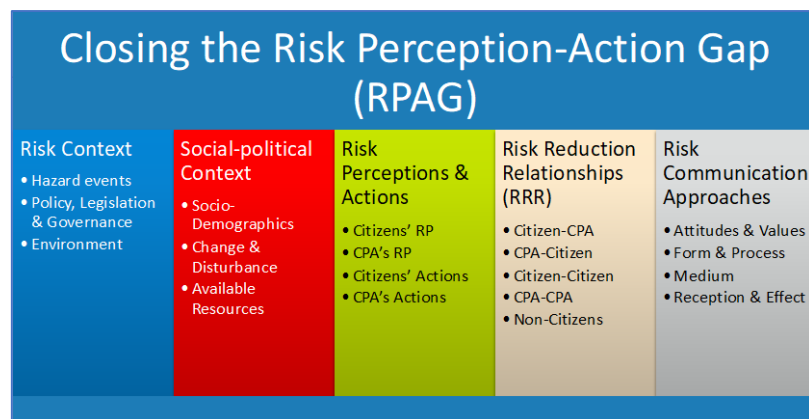 Closing the Risk Perception-Action Gap
(RPAG)
Risk Context
• Hazard events
• Policy, Legislation
& Governance
• Environment
Social-political
Context
• Socio-
Demographics
• Change &
Disturbance
• Available
Resources
Risk
Perceptions &
Actions
• Citizens' RP
• CPA's RP
• Citizens' Actions
• CPA's Actions
Risk Reduction
Relationships
(RRR)
• Citizen-CPA
• CPA-Citizen
• Citizen-Citizen
• CPA-CPA
• Non-Citizens
Risk
Communication
Approaches
• Attitudes & Values
• Form & Process
• Medium
• Reception & Effect